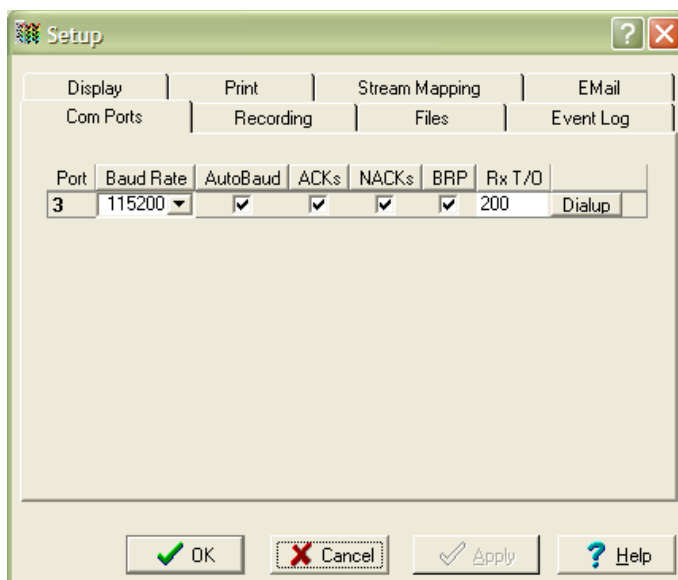 Setup
Display Print Stream Mapping EMail
Com Ports Recording Files Event Log
Port Baud Rate AutoBaud ACKs NACKs BRP Rx T/O
3 115200 200 Dialup
OK Cancel Apply Help